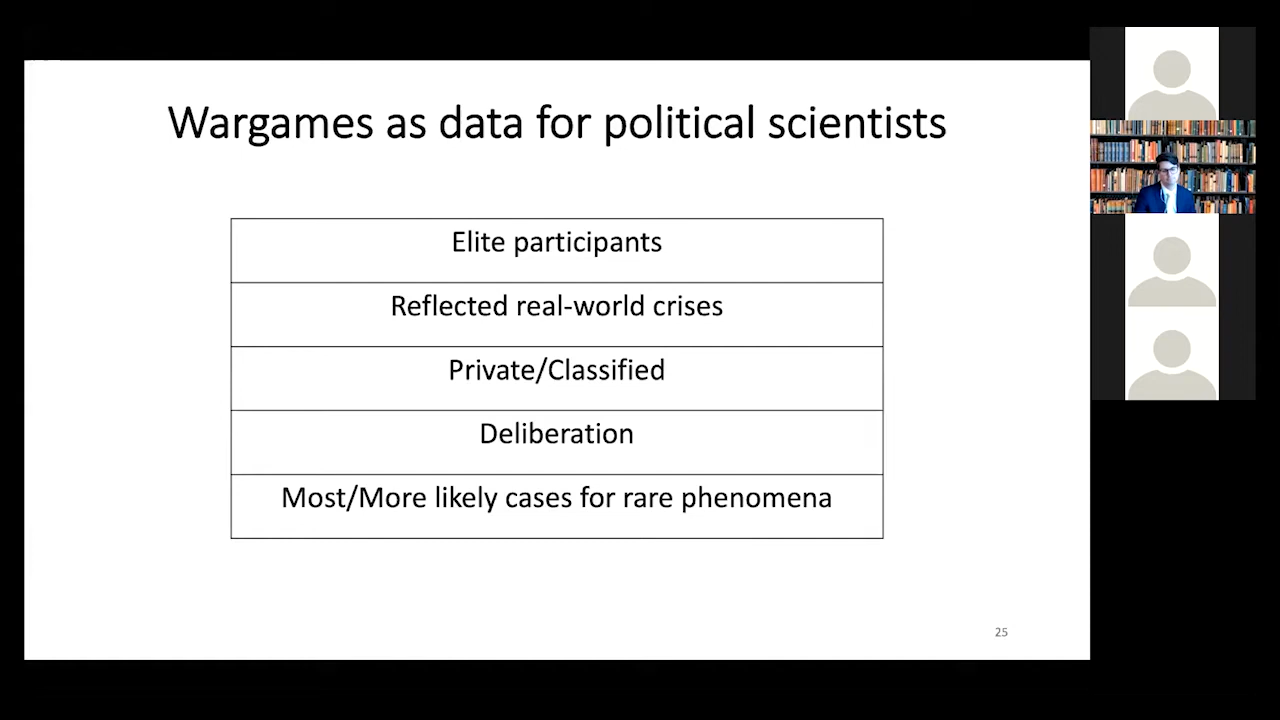 Wargames as data for political scientists
Elite participants
Reflected real-world crises
Private/Classified
Deliberation
Most/More likely cases for rare phenomena
25